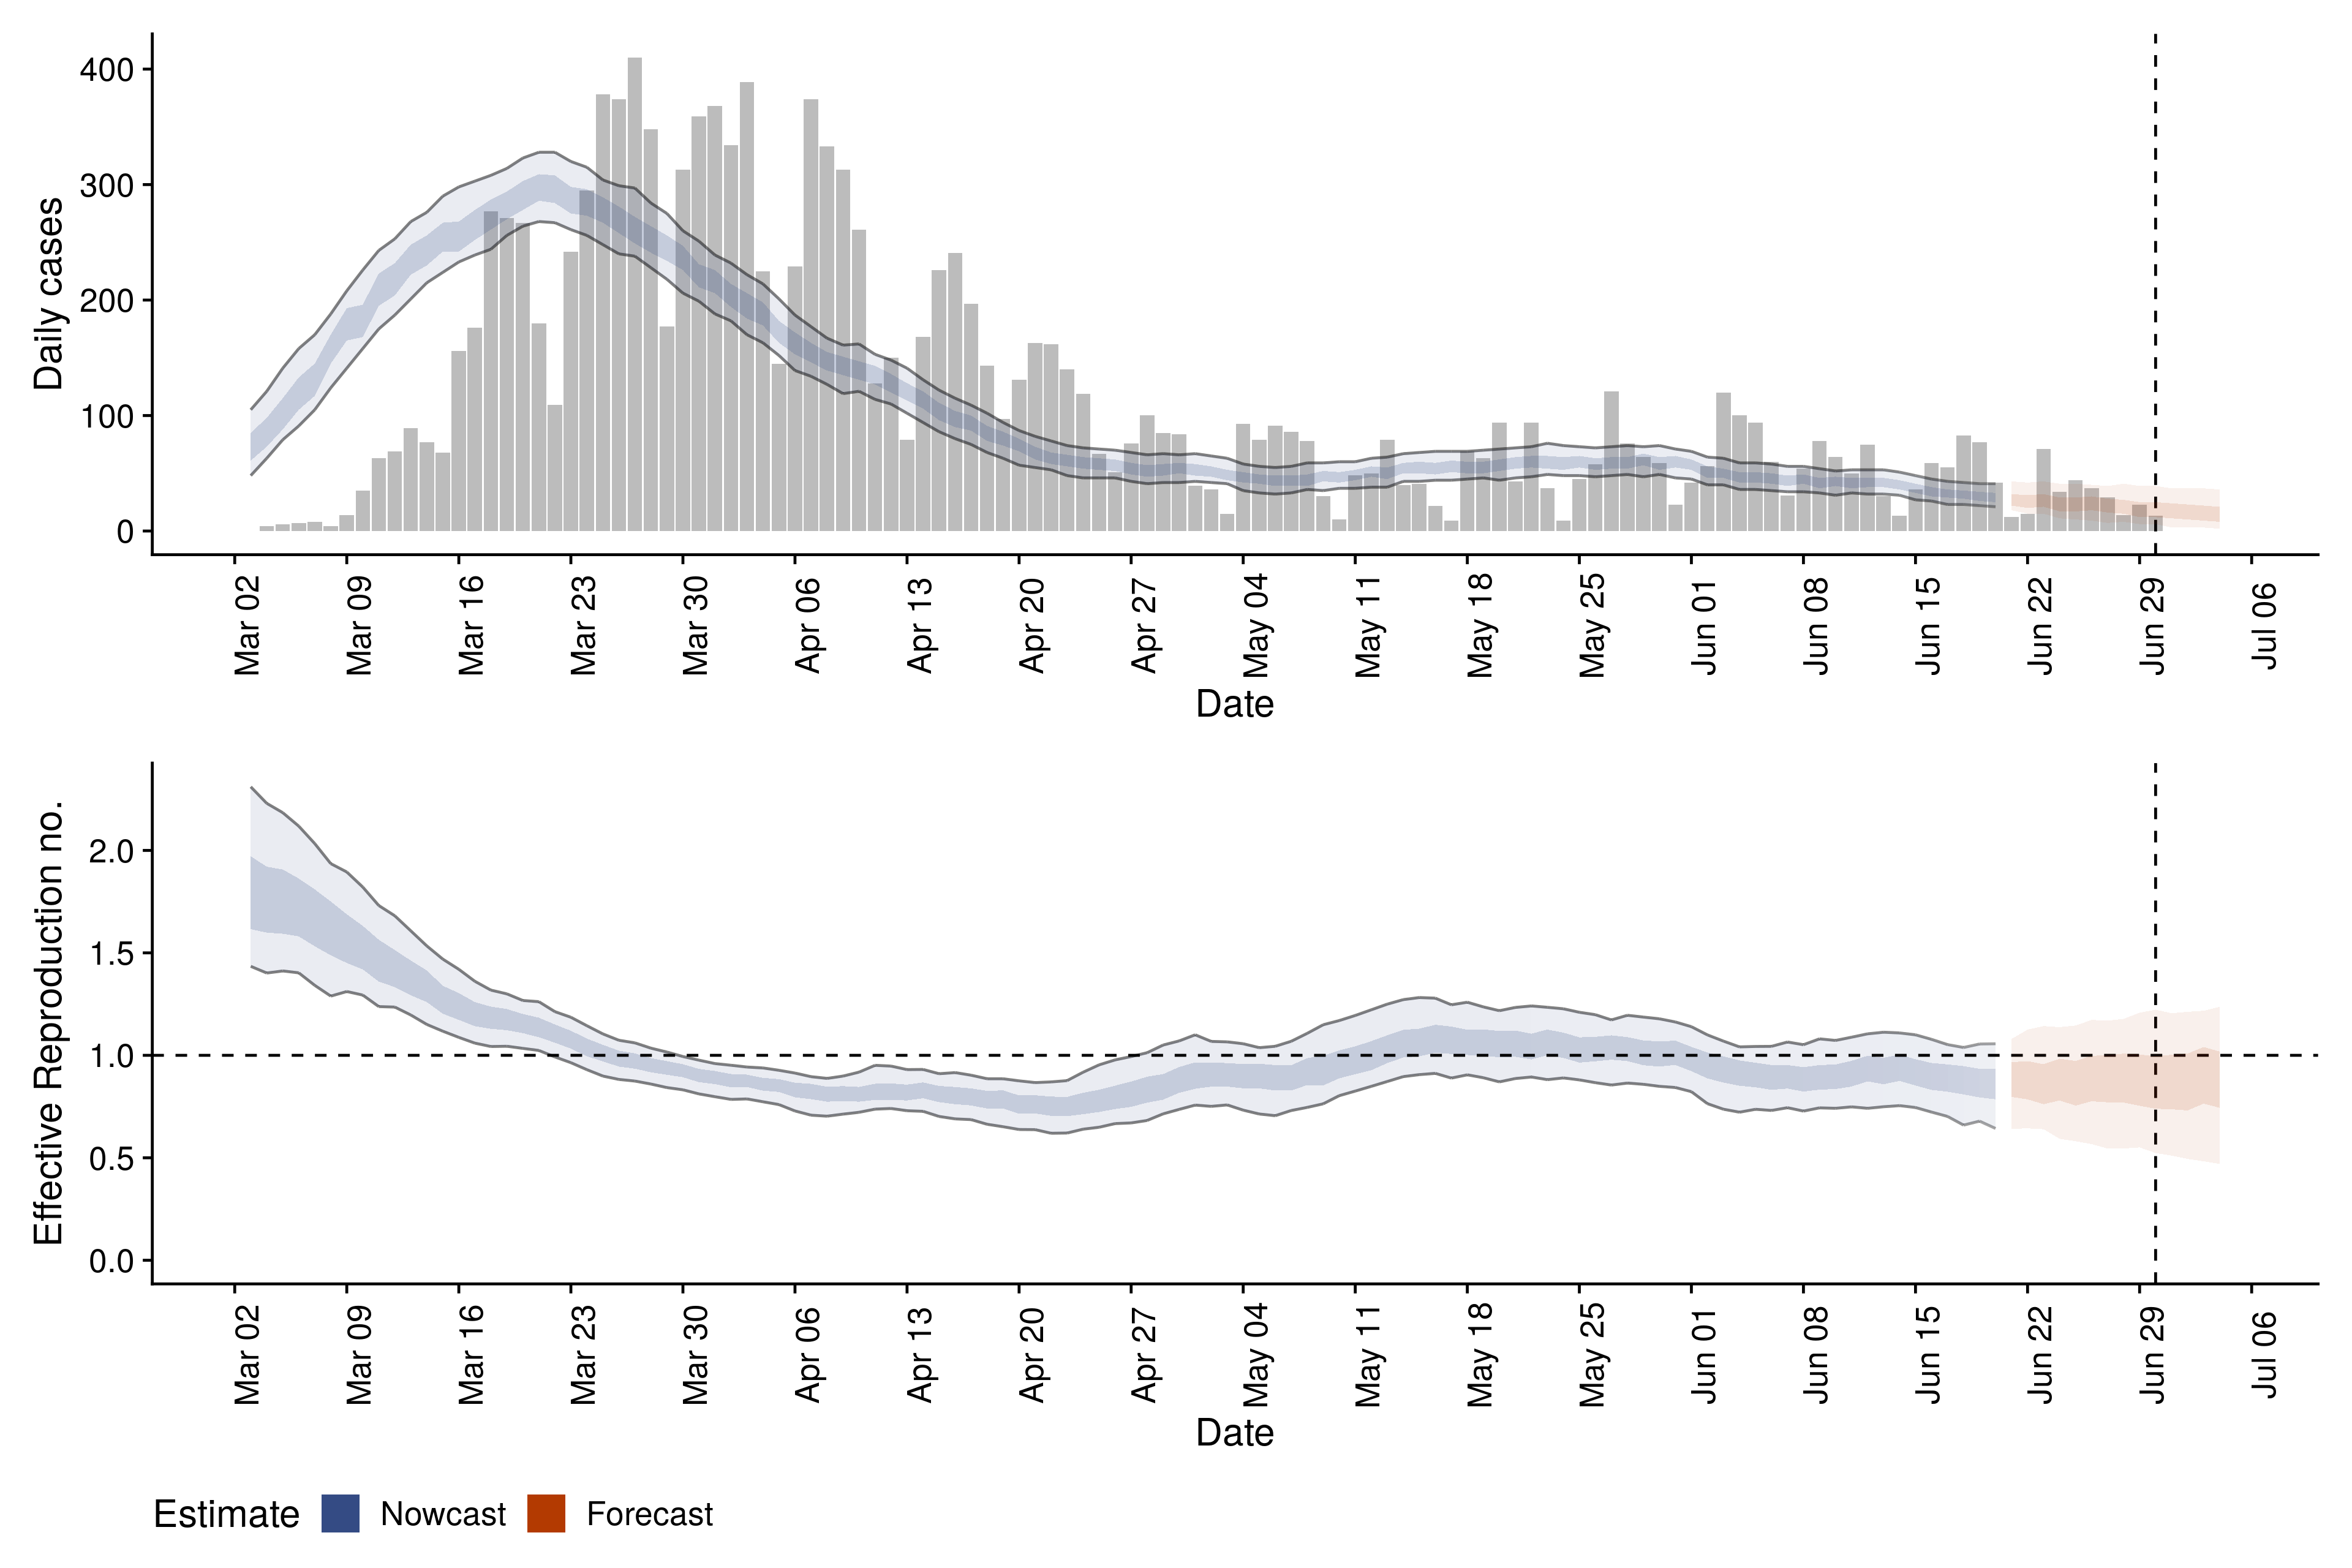 Daily cases
400
300
200
100
0
Mar 02
Mar 09
Mar 16
Mar 23
Mar 30
Apr 06
Apr 13
Apr 20
Apr 27
May 04
May 11
May 18
May 25
Jun 01
Jun 08
Jun 15
Jun 22
Jun 29
Jul 06
Date
Effective Reproduction no.
2.0
1.5
1.0
0.5
0.0
Mar 02
Mar 09
Mar 16
Mar 23
Mar 30
Apr 06
Apr 13
Apr 20
Apr 27
May 04
May 11
May 18
May 25
Jun 01
Jun 08
Jun 15
Jun 22
Jun 29
Jul 06
Date
Estimate Nowcast Forecast